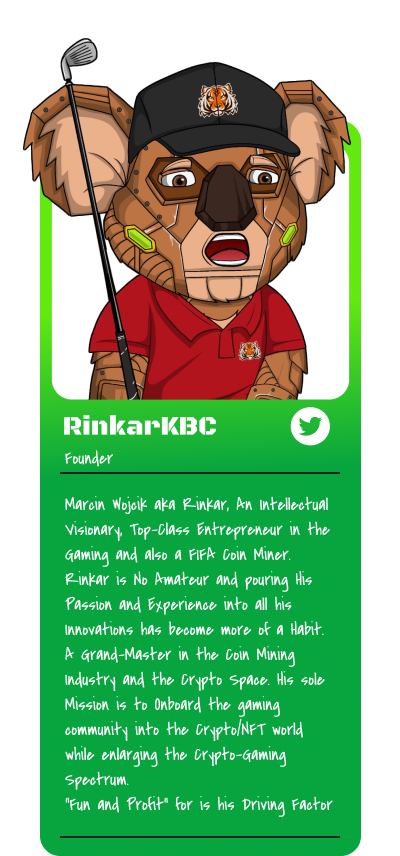 RinkarKBC
Founder
Marcin Wojcik aka Rinkar, An Intellectual
Visionary, Top-Class Entrepreneur in the
Gaming and also a FIFA Coin Miner.
Rinkar is No Amateur and pouring His
Passion and Experience into all his
Innovations has become more of a Habit.
A Grand-Master in the Coin Mining
Industry and the Crypto Space. His sole
Mission is to Onboard the gaming
community into the Crypto/NFT world
while enlarging the Crypto-Gaming
Spectrum.
"Fun and Profit" for is his Driving Factor